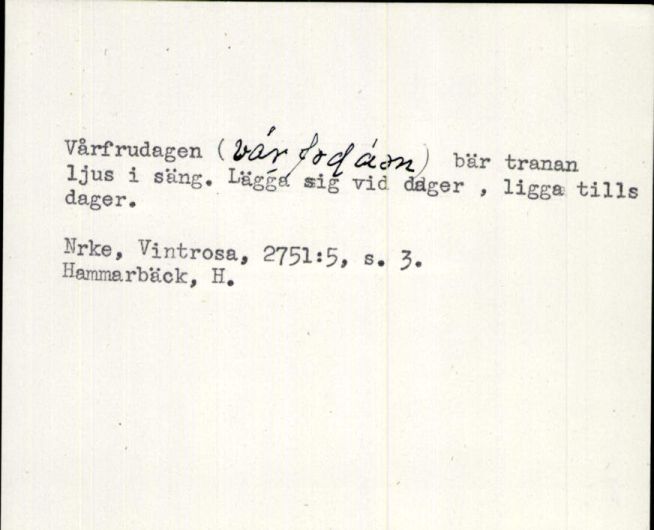 Vårfrudagen (vår fodáon) bär tranan
ljus i säng. Lägga sig vid dager , ligga tills
dager.
Nrke, Vintrosa, 2751:5, s. 3.
Hammarbäck, H.